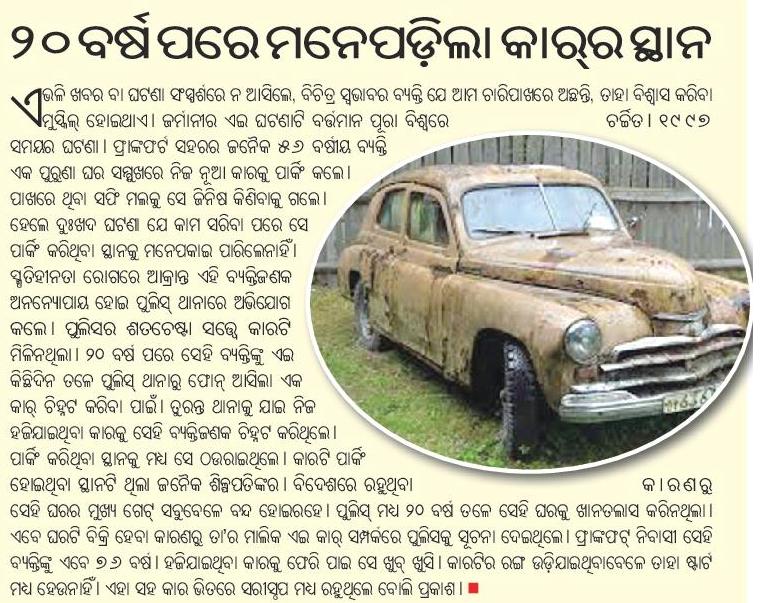 ୨୦ ବର୍ଷ ପରେ ମନେପଡ଼ିଲା କାର୍‌ର ସ୍ଥାନ
ଏଭଳି ଖବର ବା ଘଟଣା ସଂସ୍ପର୍ଶରେ ନ ଆସିଲେ, ବିଚିତ୍ର ସ୍ୱଭାବର ବ୍ୟକ୍ତି ଯେ ଆମ ଚାରିପାଖରେ ଅଛନ୍ତି, ତାହା ବିଶ୍ୱାସ କରିବା
ମୁସ୍କିଲ୍ ହୋଇଥାଏ। ଜର୍ମାନୀର ଏଇ ଘଟଣାଟି ବର୍ତ୍ତମାନ ପୂରା ବିଶ୍ୱରେ ଚର୍ଚ୍ଚିତ। ୧୯୯୭
ସମୟର ଘଟଣା। ଫ୍ରାଙ୍କଫର୍ଟ ସହରର ଜନୈକ ୫୬ ବର୍ଷୀୟ ବ୍ୟକ୍ତି
ଏକ ପୁରୁଣା ଘର ସମ୍ମୁଖରେ ନିଜ ନୂଆ କାରକୁ ପାର୍କିଂ କଲେ।
ପାଖରେ ଥିବା ସଫି ମଲକୁ ସେ ଜିନିଷ କିଣିବାକୁ ଗଲେ।
ହେଲେ ଦୁଃଖଦ ଘଟଣା ଯେ କାମ ସରିବା ପରେ ସେ
ପାର୍କିଂ କରିଥିବା ସ୍ଥାନକୁ ମନେପକାଇ ପାରିଲେନାହିଁ।
ସ୍ମୃତିହୀନତା ରୋଗରେ ଆକ୍ରାନ୍ତ ଏହି ବ୍ୟକ୍ତିଜଣକ
ଅନନ୍ୟୋପାୟ ହୋଇ ପୁଲିସ୍ ଥାନାରେ ଅଭିଯୋଗ
କଲେ। ପୁଲିସର ଶତଚେଷ୍ଟା ସତ୍ତ୍ୱେ କାରଟି
ମିଳିନଥିଲା। ୨୦ ବର୍ଷ ପରେ ସେହି ବ୍ୟକ୍ତିଙ୍କୁ ଏଇ
କିଛିଦିନ ତଳେ ପୁଲିସ୍ ଥାନାରୁ ଫୋନ୍ ଆସିଲା ଏକ
କାର୍ ଚିହ୍ନଟ କରିବା ପାଇଁ। ତୁରନ୍ତ ଥାନାକୁ ଯାଇ ନିଜ
ହଜିଯାଇଥିବା କାରକୁ ସେହି ବ୍ୟକ୍ତିଜଣକ ଚିହ୍ନଟ କରିଥିଲେ।
ପାର୍କିଂ କରିଥିବା ସ୍ଥାନକୁ ମଧ୍ୟ ସେ ଠଉରାଇଥିଲେ। କାରଟି ପାର୍କିଂ
ହୋଇଥିବା ସ୍ଥାନଟି ଥିଲା ଜନୈକ ଶିଳ୍ପପତିଙ୍କର। ବିଦେଶରେ ରହୁଥିବା କାରଣରୁ
ସେହି ଘରର ମୁଖ୍ୟ ଗେଟ୍ ସବୁବେଳେ ବନ୍ଦ ହୋଇରହେ। ପୁଲିସ୍ ମଧ୍ୟ ୨୦ ବର୍ଷ ତଳେ ସେହି ଘରକୁ ଖାନତଲାସ କରିନଥିଲା।
ଏବେ ଘରଟି ବିକ୍ରି ହେବା କାରଣରୁ ତା'ର ମାଲିକ ଏଇ କାର୍ ସମ୍ପର୍କରେ ପୁଲିସକୁ ସୂଚନା ଦେଇଥିଲେ। ଫ୍ରାଙ୍କଫଟ୍ ନିବାସୀ ସେହି
ବ୍ୟକ୍ତିଙ୍କୁ ଏବେ ୭୬ ବର୍ଷ। ହଜିଯାଇଥିବା କାରକୁ ଫେରି ପାଇ ସେ ଖୁବ୍ ଖୁସି। କାରଟିର ରଙ୍ଗ ଉଡ଼ିଯାଇଥିବାବେଳେ ତାହା ଷ୍ଟାର୍ଟ
ମଧ୍ୟ ହେଉନାହିଁ। ଏହା ସହ କାର ଭିତରେ ସରୀସୃପ ମଧ୍ୟ ରହୁଥିଲେ ବୋଲି ପ୍ରକାଶ।